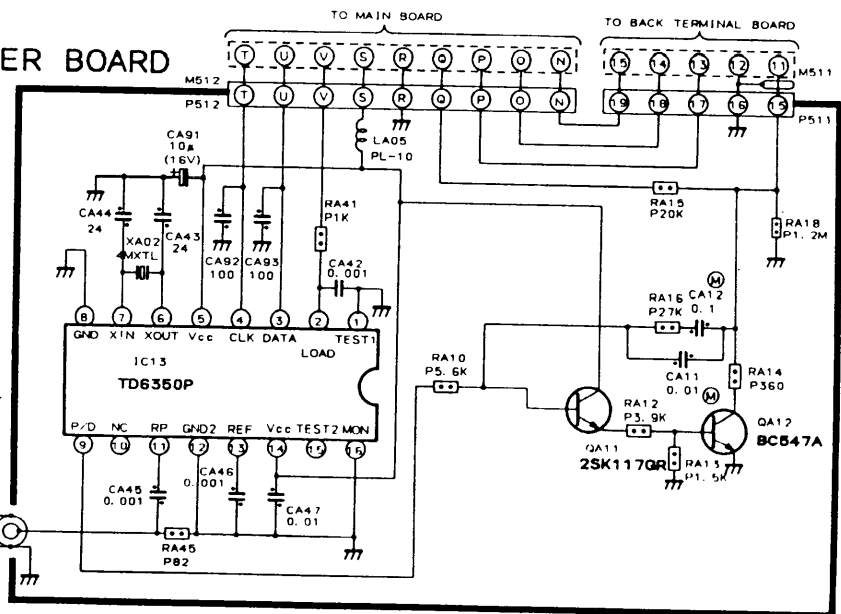 TO MAIN BOARD
TO BACK TERMINAL BOARD
ER BOARD
T U V S R Q P O N
15 14 13 12 11
M512
M511
P512
T U V S R Q P O N
19 18 17 16 15
P511
CA91
10μ
(16V)
LA05
PL-10
CA44
24
CA43
24
XA02
4MXTL
CA92
100
CA93
100
RA41
P1K
CA42
0.001
RA15
P20K
RA18
P1.2M
8 7 6 5 4 3 2 1
GND XIN XOUT Vcc CLK DATA LOAD TEST1
IC13
TD6350P
P/D NC RP GND2 REF Vcc TEST2 MON
9 10 11 12 13 14 15 16
RA16
P27K
M
CA12
0.1
CA11
0.01
M
RA10
P5.6K
RA14
P360
RA12
P3.9K
QA12
BC547A
QA11
2SK117GR
RA13
P1.5K
CA45
0.001
CA46
0.001
CA47
0.01
RA45
P82